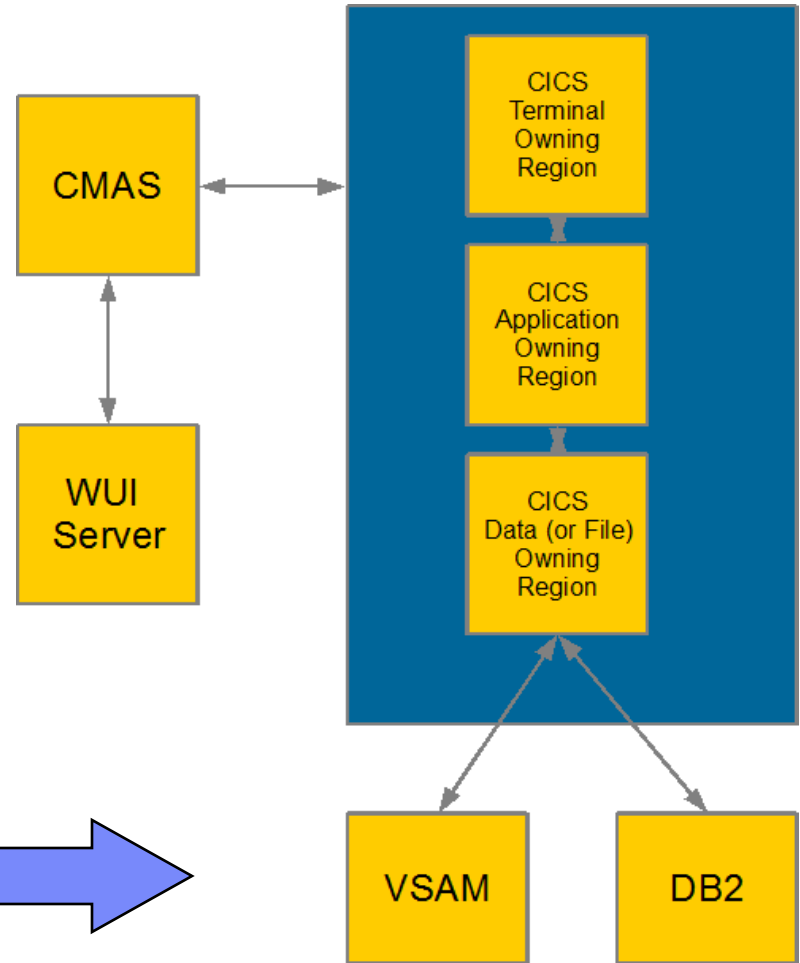 CICS
Terminal
Owning
Region
CMAS
CICS
Application
Owning
Region
WUI
Server
CICS
Data (or File)
Owning
Region
VSAM
DB2